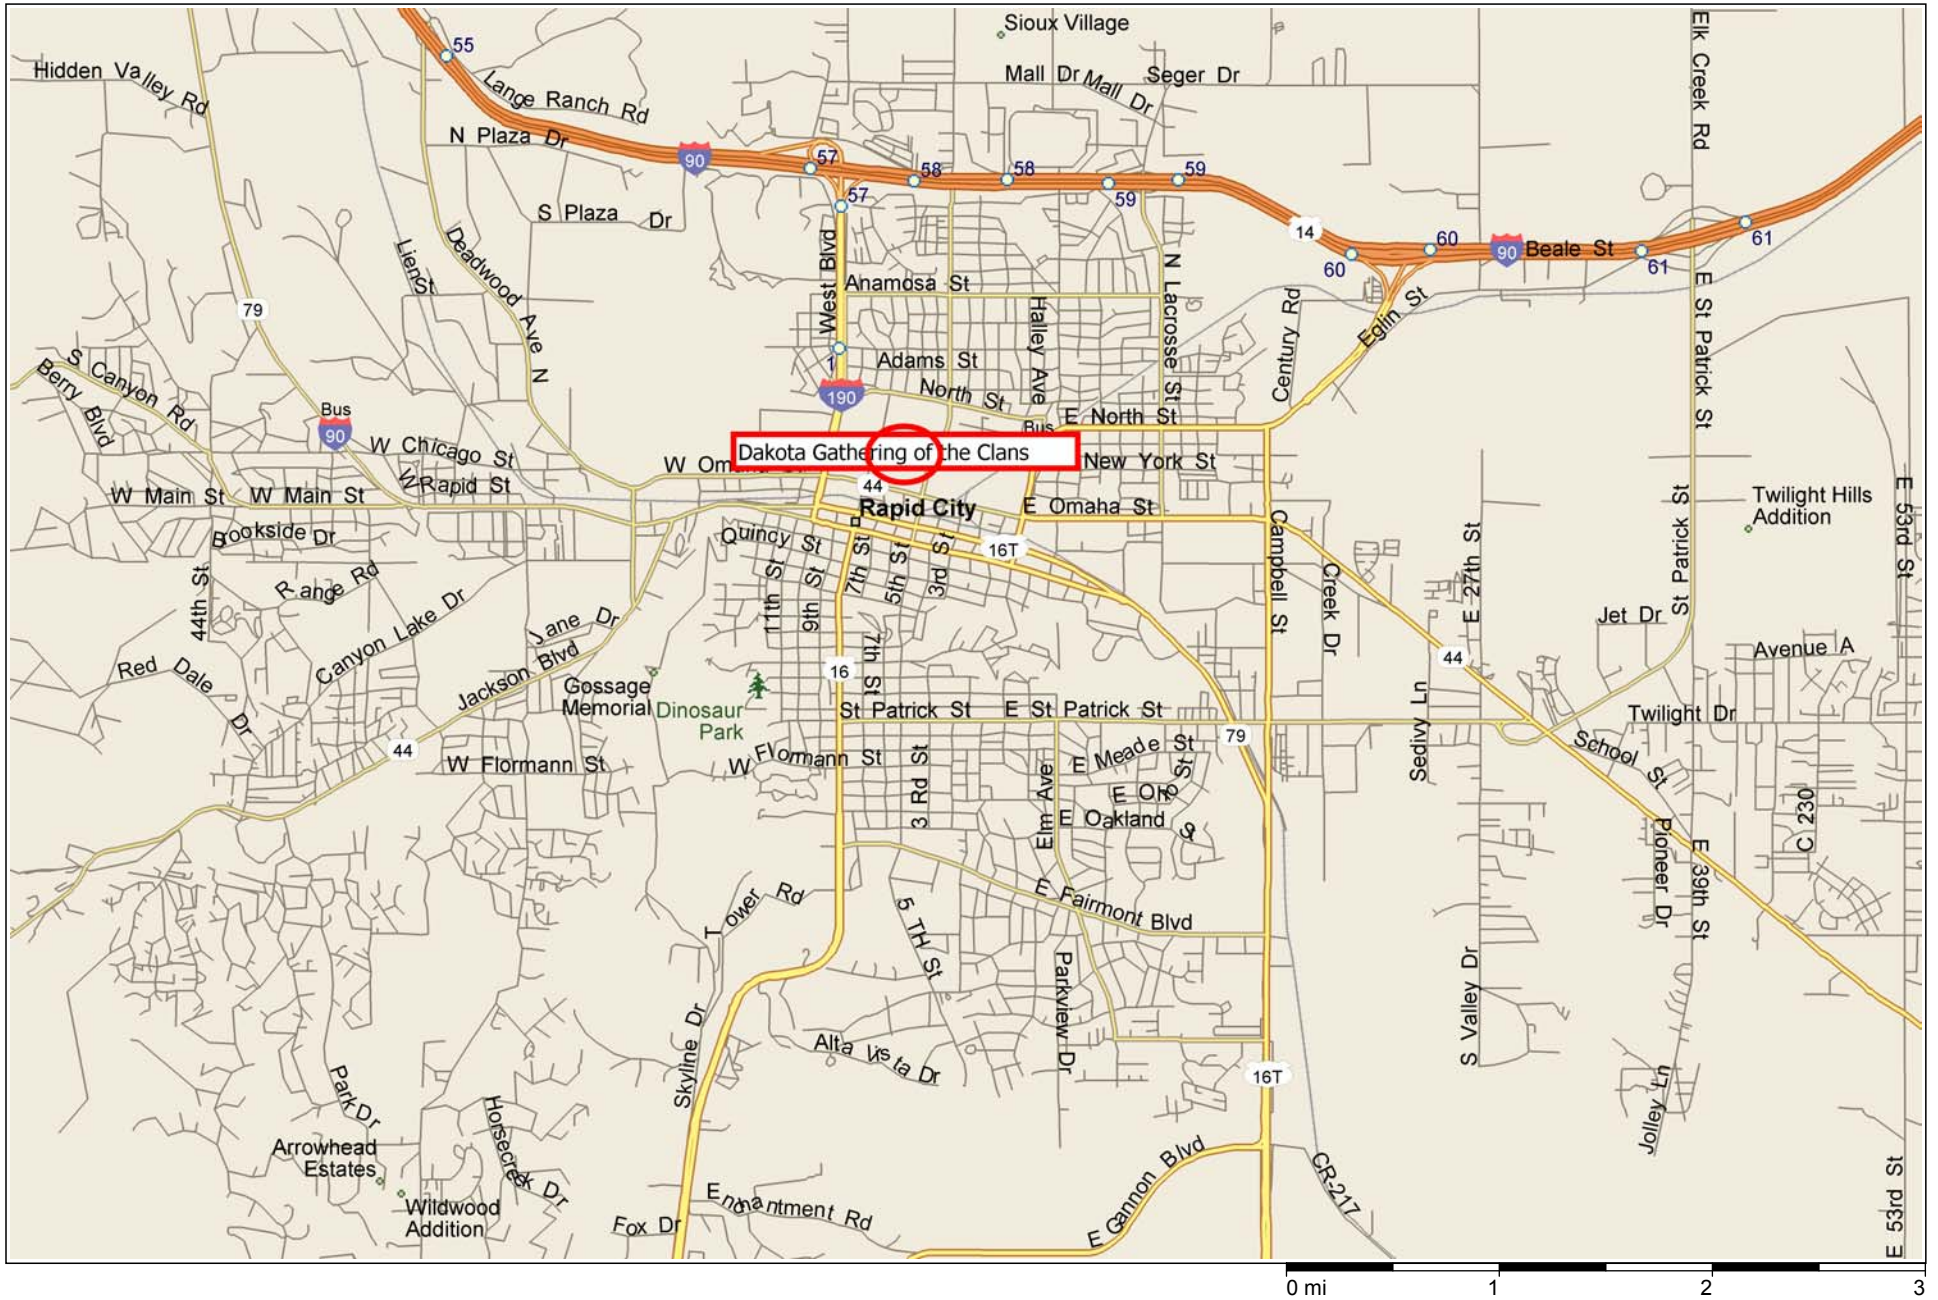 Sioux Village
55
Hidden Valley Rd
Mall Dr
Mall Dr
Seger Dr
Elk Creek Rd
Lange Ranch Rd
N Plaza Dr
90
57
58
58
59
57
59
61
S Plaza Dr
14
60
60
90
Beale St
61
West Blvd
Lien St
Deadwood Ave N
N Lacrosse St
Anamosa St
79
Halley Ave
Century Rd
Eglin St
E St Patrick St
1
Adams St
S Canyon Rd
Berry Blvd
190
North St
Bus
90
E North St
Bus
W Chicago St
Dakota Gathering of the Clans
W Om
New York St
W Rapid St
44
W Main St
W Main St
Rapid City
E Omaha St
Twilight Hills
Addition
E 53rd St
Brookside Dr
Quincy St
16T
Campbell St
E 27th St
St Patrick St
44th St
Range Rd
11th St
9th St
7th St
5th St
3rd St
Creek Dr
Canyon Lake Dr
Jane Dr
Jet Dr
Red Dale Dr
Jackson Blvd
16
7th St
44
Avenue A
Gossage
Memorial
Dinosaur
Park
St Patrick St
E St Patrick St
Sedivy Ln
Twilight Dr
44
79
School St
W Flormann St
W Flormann St
3 Rd St
E Meade St
Elm Ave
E Ohio St
E Oakland St
C 230
Pioneer Dr
E 39th St
Tower Rd
E Fairmont Blvd
5 TH St
Parkview Dr
S Valley Dr
Skyline Dr
Alta Vista Dr
16T
Park Dr
Horsecreek Dr
Jolley Ln
Arrowhead
Estates
Wildwood
Addition
Enchantment Rd
Fox Dr
E Cannon Blvd
CR-217
E 53rd St
0 mi 1 2 3